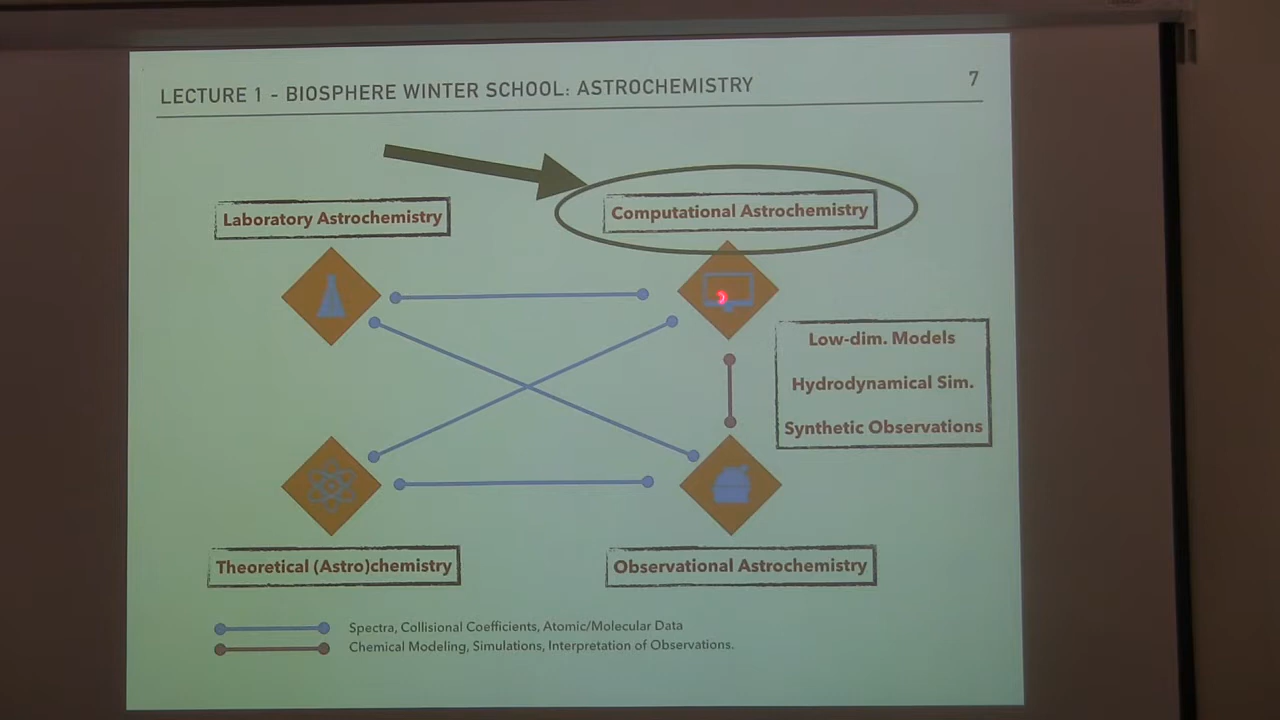 LECTURE 1 - BIOSPHERE WINTER SCHOOL: ASTROCHEMISTRY
7
Laboratory Astrochemistry
Computational Astrochemistry
Low-dim. Models
Hydrodynamical Sim.
Synthetic Observations
Theoretical (Astro)chemistry
Observational Astrochemistry
Spectra, Collisional Coefficients, Atomic/Molecular Data
Chemical Modeling, Simulations, Interpretation of Observations.